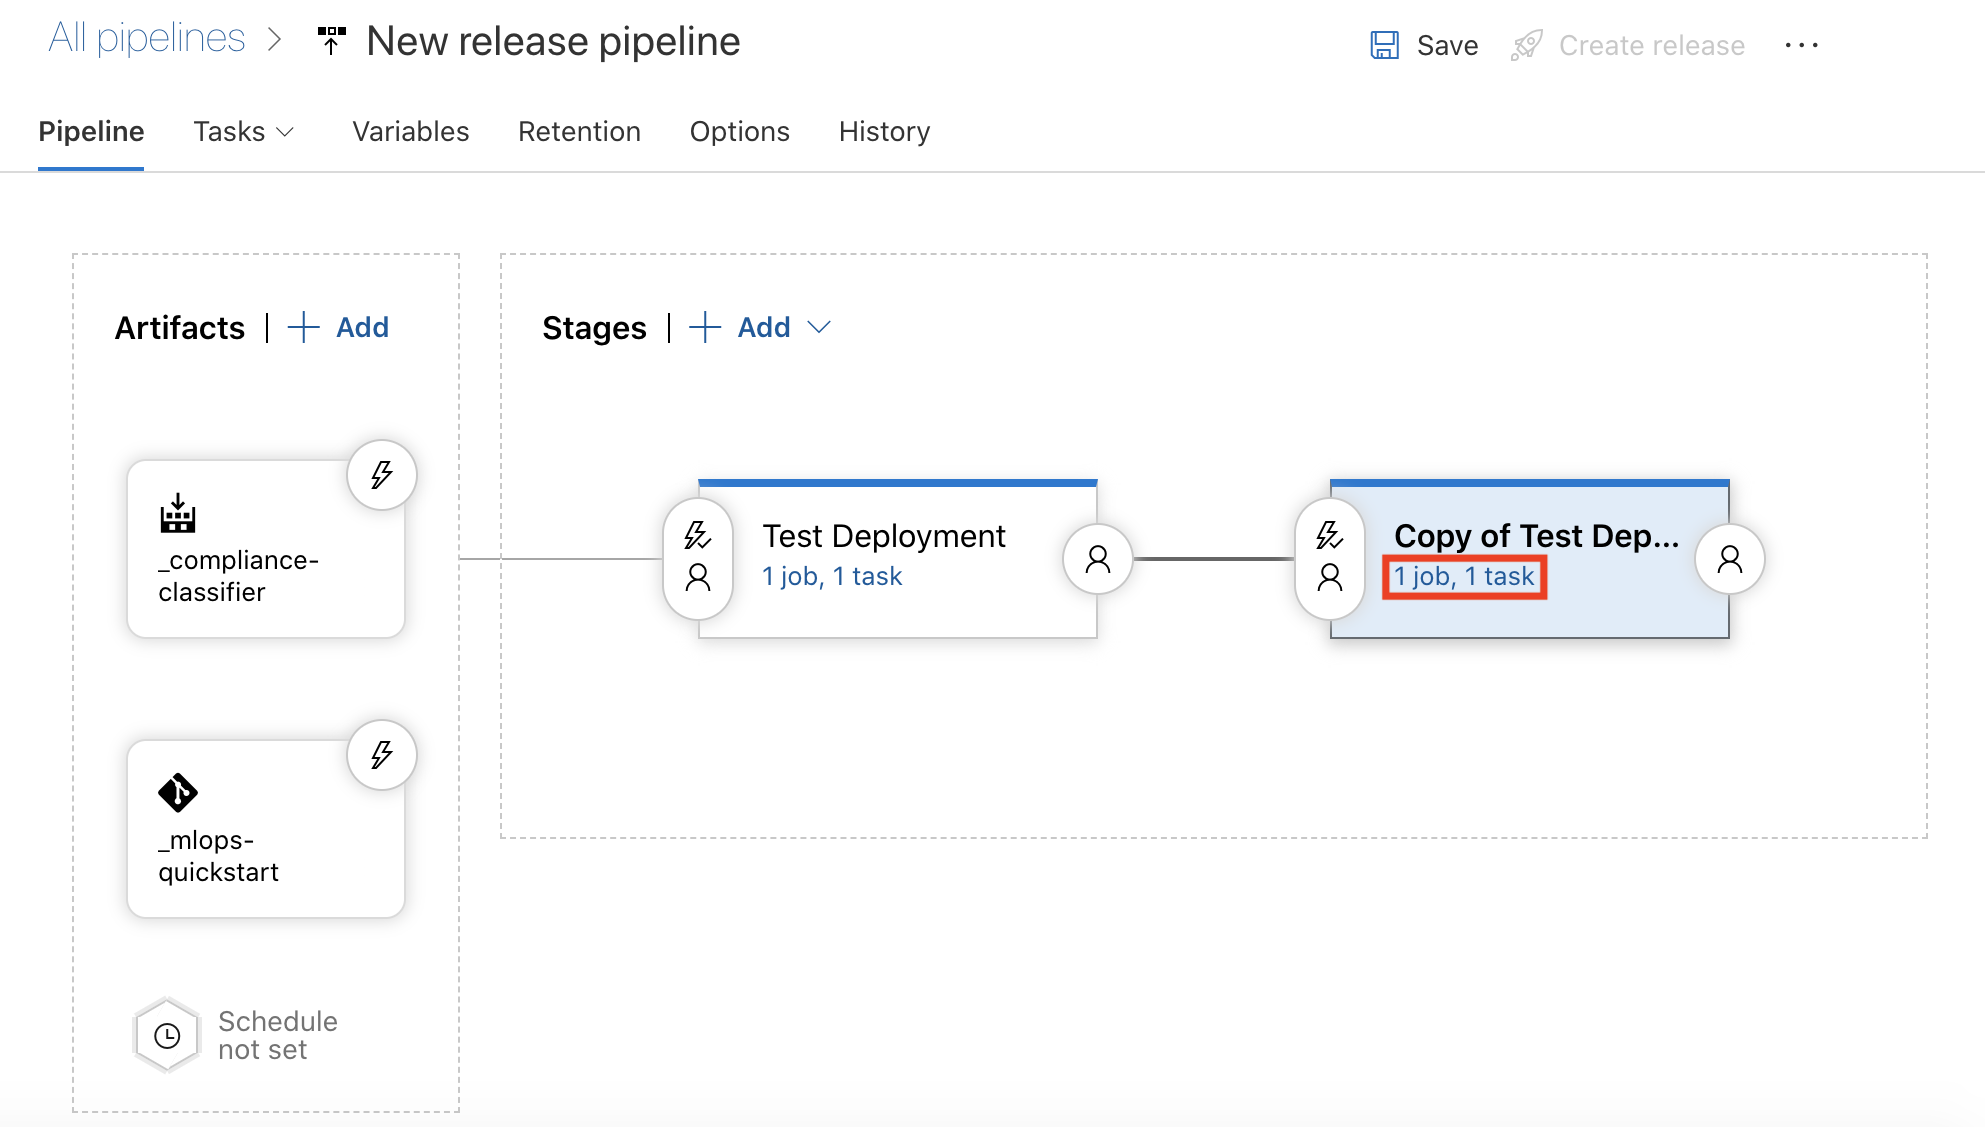 All pipelines > New release pipeline
Save Create release ...
Pipeline Tasks Variables Retention Options History
Artifacts | + Add
Stages | + Add
_compliance-
classifier
_mlops-
quickstart
Schedule
not set
Test Deployment
1 job, 1 task
Copy of Test Dep...
1 job, 1 task